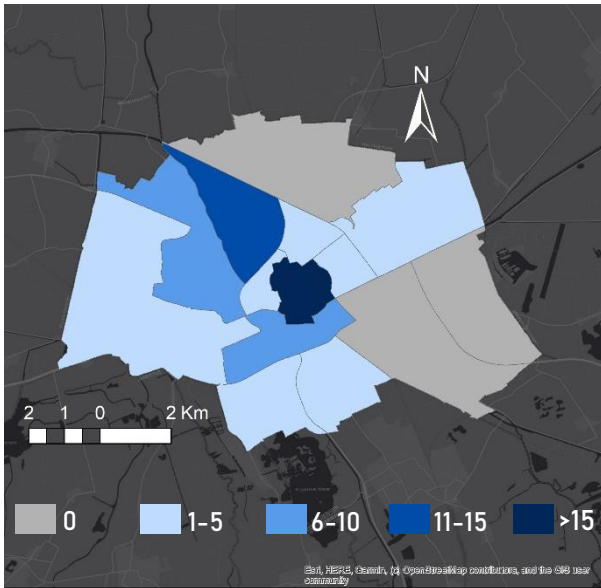 N
2 1 0 2 Km
0 1-5 6-10 11-15 >15
Esri, HERE, Garmin, (c) OpenStreetMap contributors, and the GIS user
community